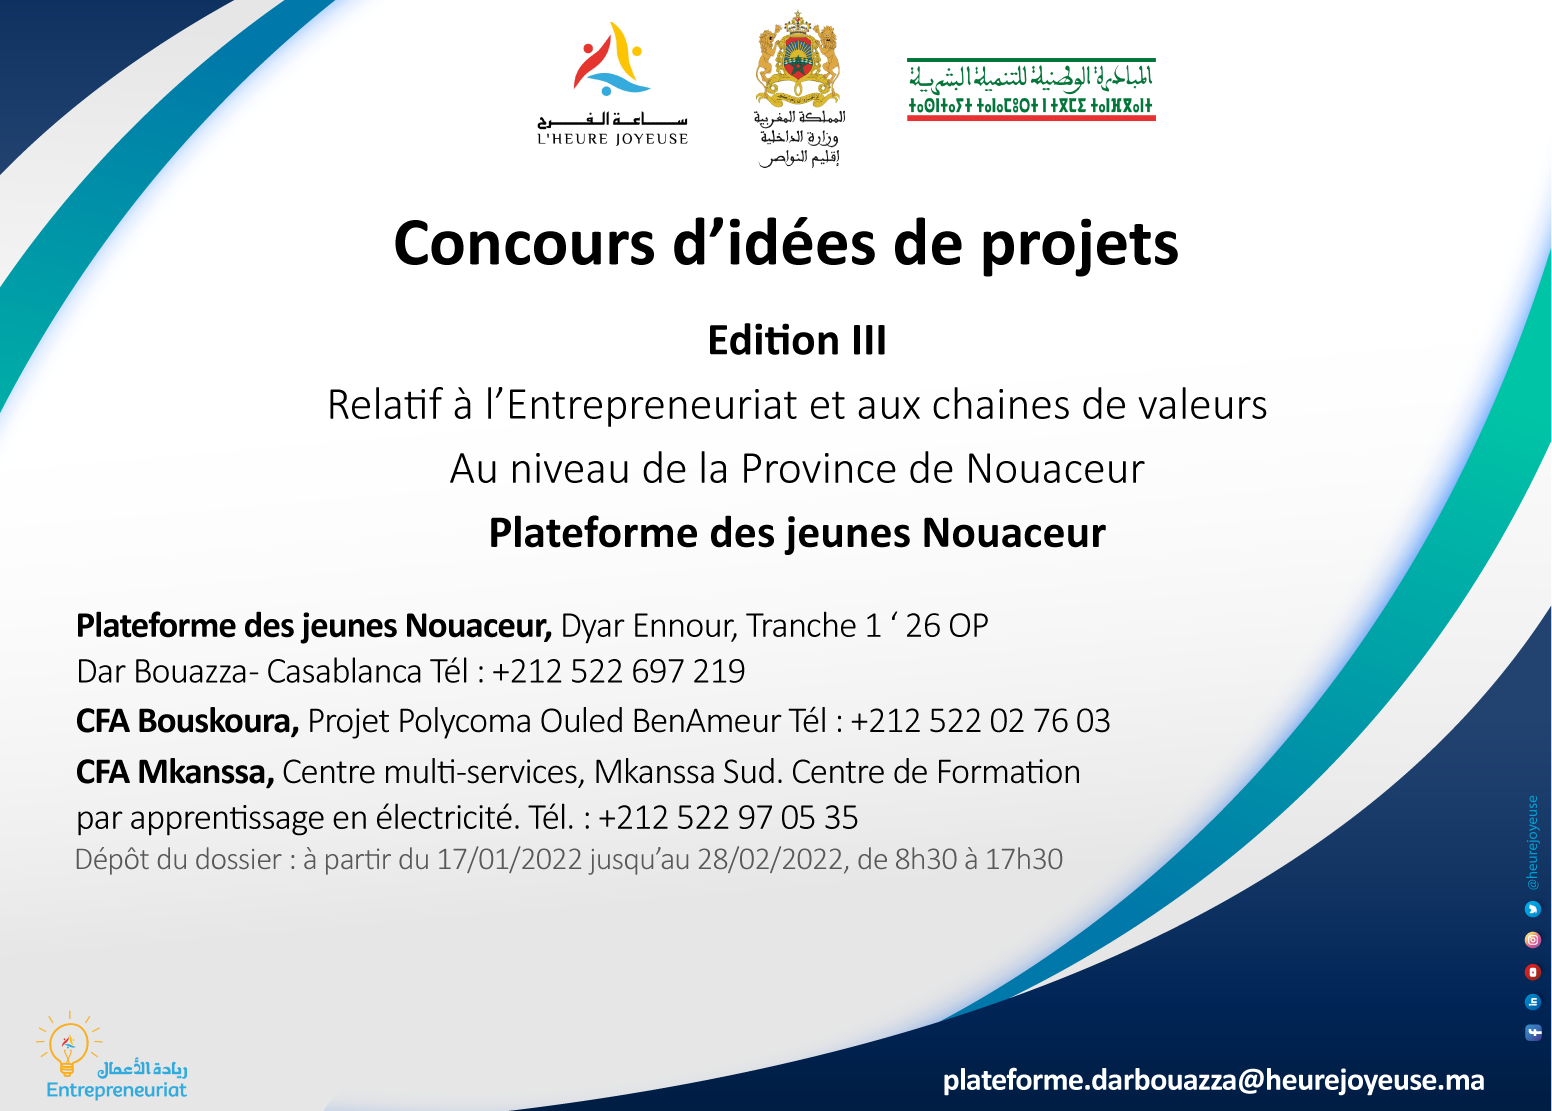 ساعة الفرح
L'HEURE JOYEUSE
المملكة المغربية
وزارة الداخلية
إقليم النواصر
المبادرة الوطنية للتنمية البشرية
ⵜⴰⵙⵏⵜⴰⵢⵜ ⵜⴰⵏⴰⵎⵓⵔⵜ ⵏ ⵜⴳⵎⵉ ⵜⴰⵏⴼⴳⴰⵏⵜ
Concours d’idées de projets
Edition III
Relatif à l’Entrepreneuriat et aux chaines de valeurs
Au niveau de la Province de Nouaceur
Plateforme des jeunes Nouaceur
Plateforme des jeunes Nouaceur, Dyar Ennour, Tranche 1 ‘ 26 OP
Dar Bouazza- Casablanca Tél : +212 522 697 219
CFA Bouskoura, Projet Polycoma Ouled BenAmeur Tél : +212 522 02 76 03
CFA Mkanssa, Centre multi-services, Mkanssa Sud. Centre de Formation
par apprentissage en électricité. Tél. : +212 522 97 05 35
Dépôt du dossier : à partir du 17/01/2022 jusqu’au 28/02/2022, de 8h30 à 17h30
@heurejoyeuse
ريادة الأعمال
Entrepreneuriat
plateforme.darbouazza@heurejoyeuse.ma